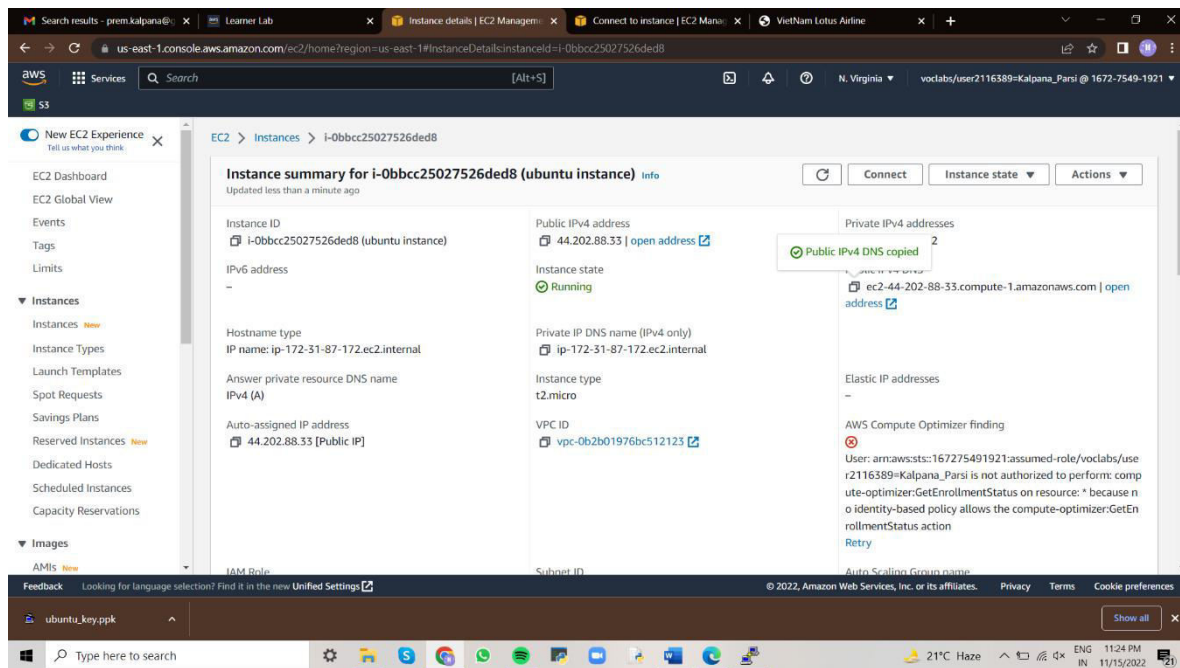 Search results - prem.kalpana@g
Learner Lab
Instance details | EC2 Manageme
Connect to instance | EC2 Manag
VietNam Lotus Airline
us-east-1.console.aws.amazon.com/ec2/home?region=us-east-1#InstanceDetails:instanceId=i-0bbcc25027526ded8
aws
Services
Search
[Alt+S]
N. Virginia ▼
voclabs/user2116389=Kalpana_Parsi @ 1672-7549-1921 ▼
S3
New EC2 Experience
Tell us what you think
EC2 Dashboard
EC2 Global View
Events
Tags
Limits
▼ Instances
Instances New
Instance Types
Launch Templates
Spot Requests
Savings Plans
Reserved Instances New
Dedicated Hosts
Scheduled Instances
Capacity Reservations
▼ Images
AMIs New
EC2 > Instances > i-0bbcc25027526ded8
Instance summary for i-0bbcc25027526ded8 (ubuntu instance) Info
Updated less than a minute ago
Connect
Instance state ▼
Actions ▼
Instance ID
i-0bbcc25027526ded8 (ubuntu instance)
Public IPv4 address
44.202.88.33 | open address
Private IPv4 addresses
2
Public IPv4 DNS copied
IPv6 address
–
Instance state
Running
ec2-44-202-88-33.compute-1.amazonaws.com | open
address
Hostname type
IP name: ip-172-31-87-172.ec2.internal
Private IP DNS name (IPv4 only)
ip-172-31-87-172.ec2.internal
Answer private resource DNS name
IPv4 (A)
Instance type
t2.micro
Elastic IP addresses
–
Auto-assigned IP address
44.202.88.33 [Public IP]
VPC ID
vpc-0b2b01976bc512123
AWS Compute Optimizer finding
User: arn:aws:sts::167275491921:assumed-role/voclabs/use
r2116389=Kalpana_Parsi is not authorized to perform: comp
ute-optimizer:GetEnrollmentStatus on resource: * because n
o identity-based policy allows the compute-optimizer:GetEn
rollmentStatus action
Retry
IAM Role
Subnet ID
Auto Scaling Group name
Feedback
Looking for language selection? Find it in the new Unified Settings
© 2022, Amazon Web Services, Inc. or its affiliates.
Privacy
Terms
Cookie preferences
ubuntu_key.ppk
Show all
Type here to search
21°C Haze
ENG
IN
11:24 PM
11/15/2022
21